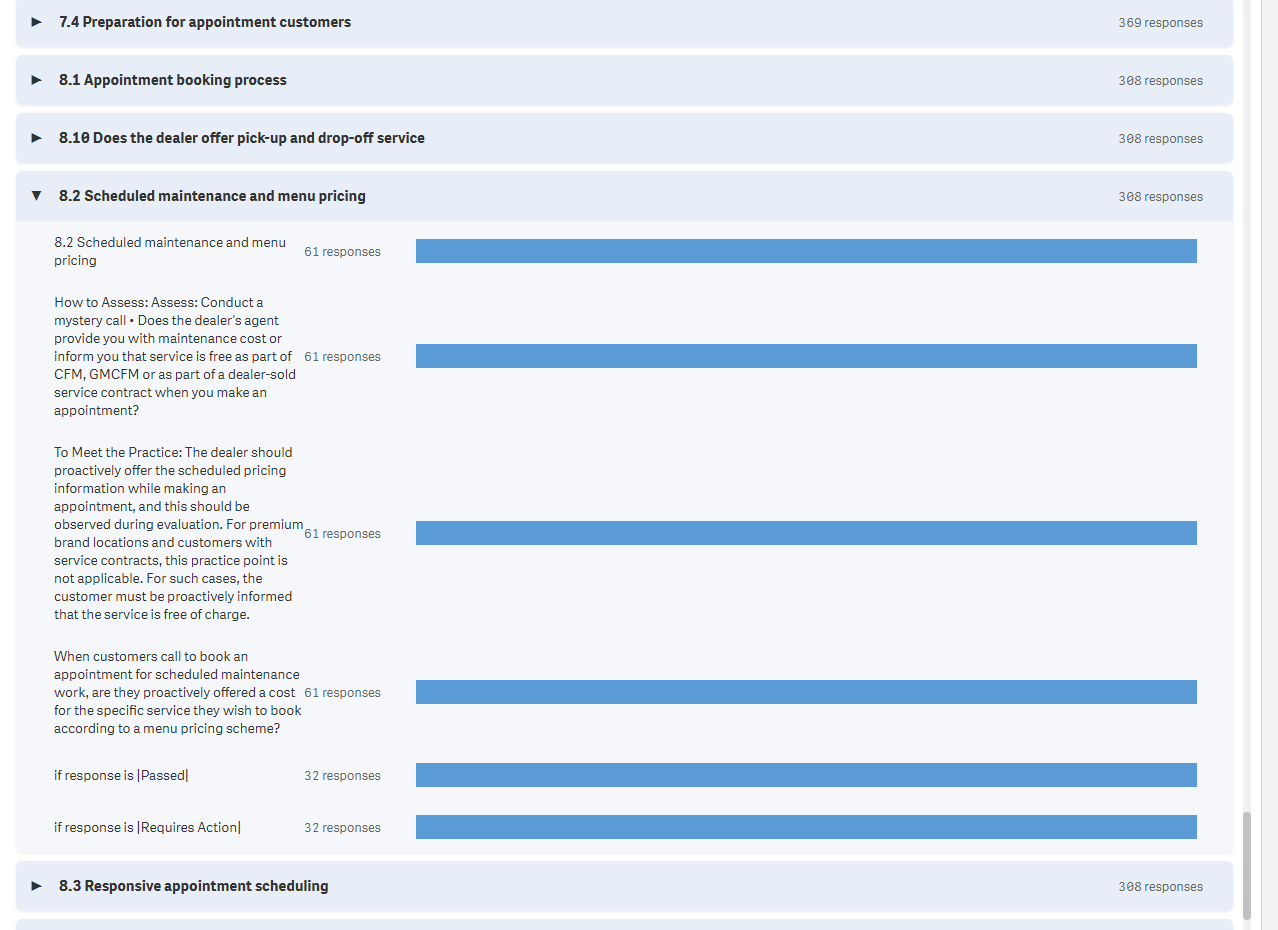 7.4 Preparation for appointment customers
369 responses
8.1 Appointment booking process
308 responses
8.10 Does the dealer offer pick-up and drop-off service
308 responses
8.2 Scheduled maintenance and menu pricing
308 responses
8.2 Scheduled maintenance and menu
pricing
61 responses
How to Assess: Assess: Conduct a
mystery call • Does the dealer's agent
provide you with maintenance cost or
inform you that service is free as part of
CFM, GMCFM or as part of a dealer-sold
service contract when you make an
appointment?
61 responses
To Meet the Practice: The dealer should
proactively offer the scheduled pricing
information while making an
appointment, and this should be
observed during evaluation. For premium
brand locations and customers with
service contracts, this practice point is
not applicable. For such cases, the
customer must be proactively informed
that the service is free of charge.
61 responses
When customers call to book an
appointment for scheduled maintenance
work, are they proactively offered a cost
for the specific service they wish to book
according to a menu pricing scheme?
61 responses
if response is |Passed|
32 responses
if response is |Requires Action|
32 responses
8.3 Responsive appointment scheduling
308 responses